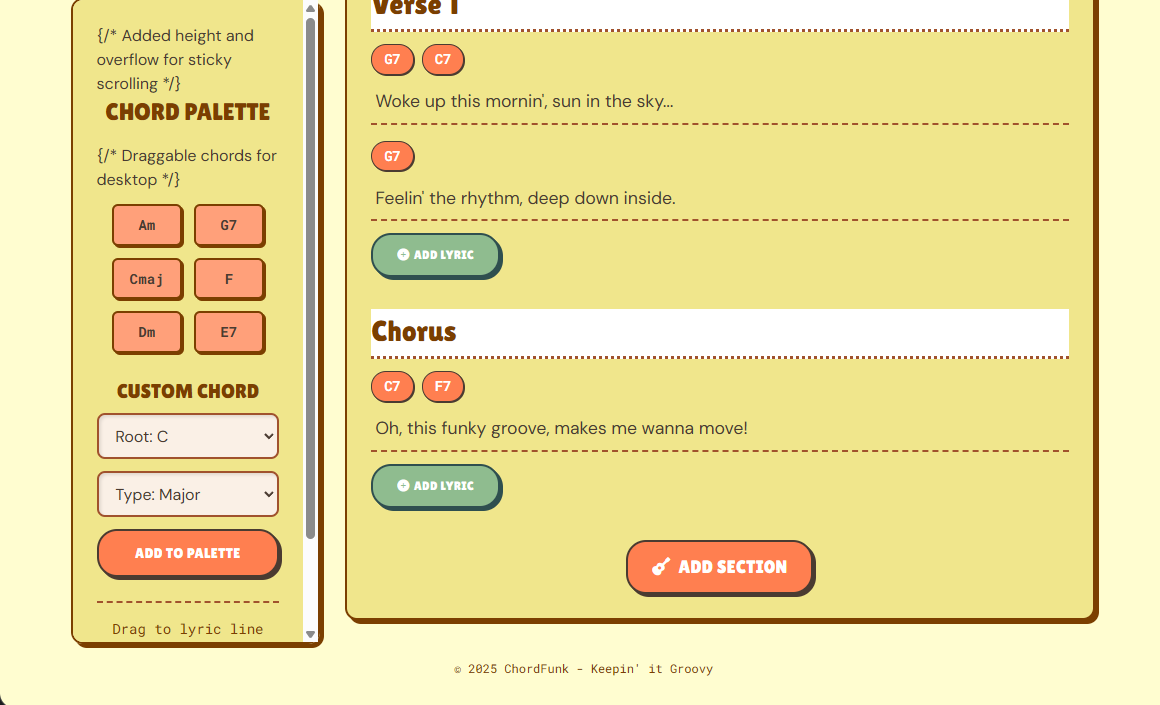 {/* Added height and
overflow for sticky
scrolling */}
CHORD PALETTE
{/* Draggable chords for
desktop */}
Am G7
Cmaj F
Dm E7
CUSTOM CHORD
Root: C
Type: Major
ADD TO PALETTE
Drag to lyric line
Verse 1
G7 C7
Woke up this mornin', sun in the sky...
G7
Feelin' the rhythm, deep down inside.
ADD LYRIC
Chorus
C7 F7
Oh, this funky groove, makes me wanna move!
ADD LYRIC
ADD SECTION
© 2025 ChordFunk - Keepin' it Groovy